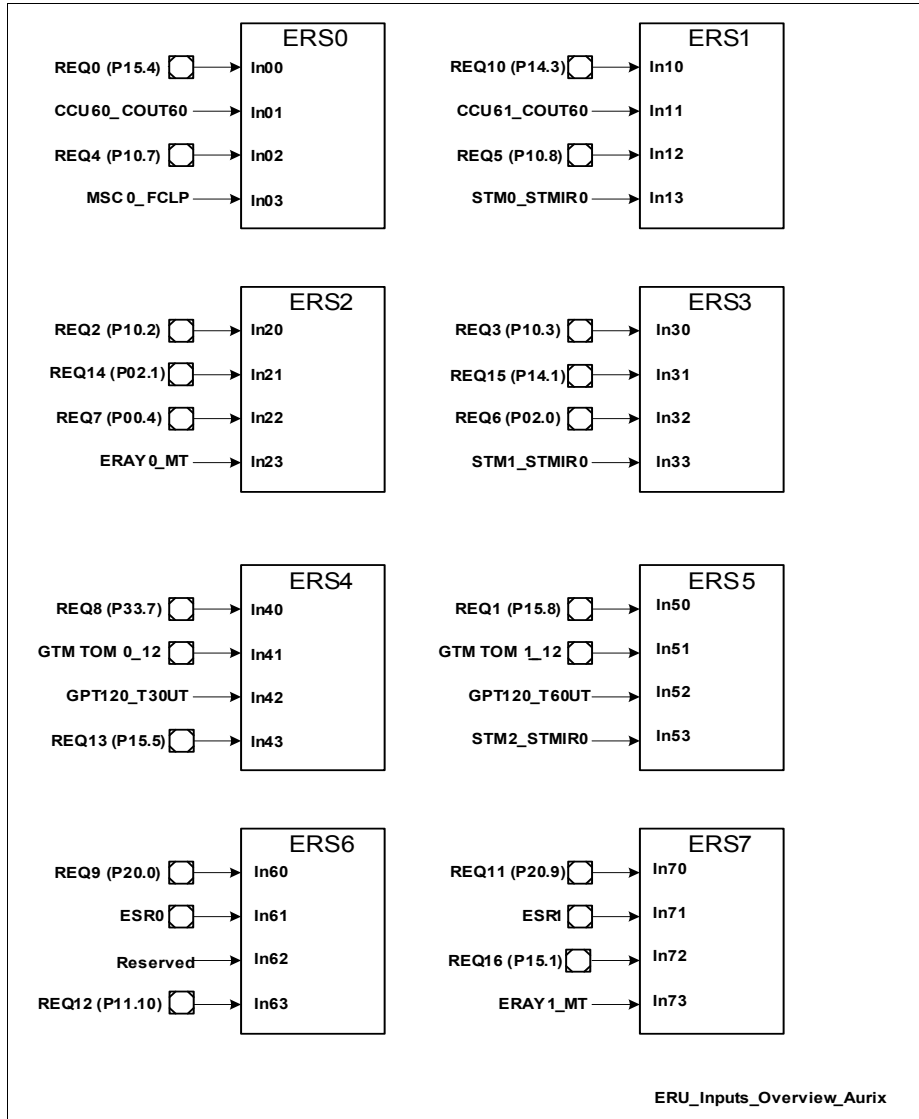 ERS0
REQ0 (P15.4) In00
CCU60_COUT60 In01
REQ4 (P10.7) In02
MSC0_FCLP In03
ERS1
REQ10 (P14.3) In10
CCU61_COUT60 In11
REQ5 (P10.8) In12
STM0_STMIR0 In13
ERS2
REQ2 (P10.2) In20
REQ14 (P02.1) In21
REQ7 (P00.4) In22
ERAY0_MT In23
ERS3
REQ3 (P10.3) In30
REQ15 (P14.1) In31
REQ6 (P02.0) In32
STM1_STMIR0 In33
ERS4
REQ8 (P33.7) In40
GTM TOM 0_12 In41
GPT120_T3OUT In42
REQ13 (P15.5) In43
ERS5
REQ1 (P15.8) In50
GTM TOM 1_12 In51
GPT120_T6OUT In52
STM2_STMIR0 In53
ERS6
REQ9 (P20.0) In60
ESR0 In61
Reserved In62
REQ12 (P11.10) In63
ERS7
REQ11 (P20.9) In70
ESR1 In71
REQ16 (P15.1) In72
ERAY1_MT In73
ERU_Inputs_Overview_Aurix